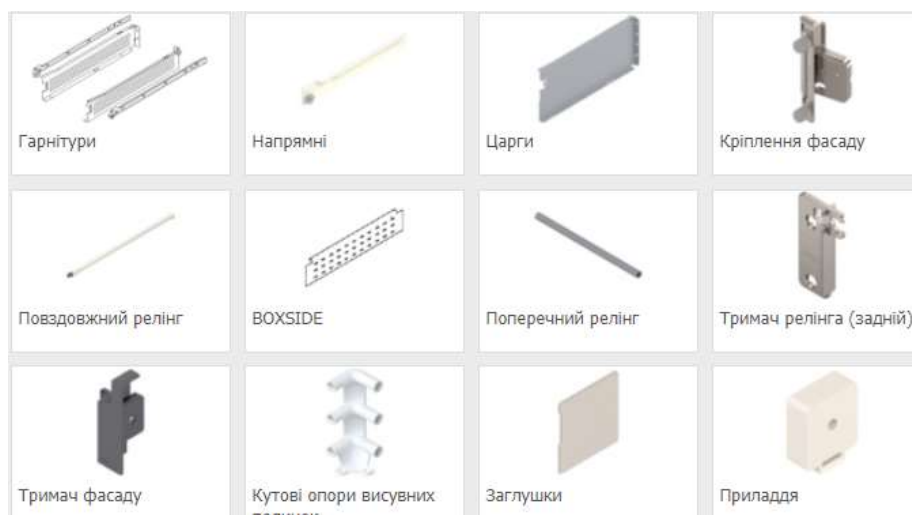 Гарнітури
Напрямні
Царги
Кріплення фасаду
Повздовжний релінг
BOXSIDE
Поперечний релінг
Тримач релінга (задній)
Тримач фасаду
Кутові опори висувних
Заглушки
Приладдя